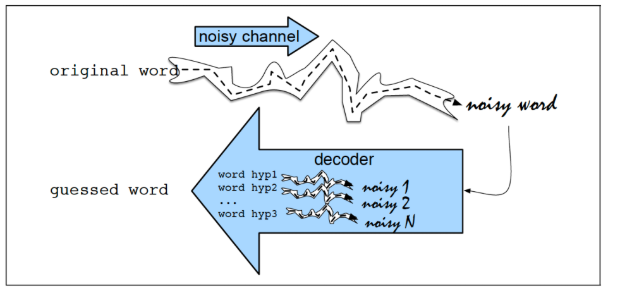 noisy channel
original word
noisy word
decoder
word hyp1
noisy 1
word hyp2
noisy 2
...
word hyp3
noisy N
guessed word